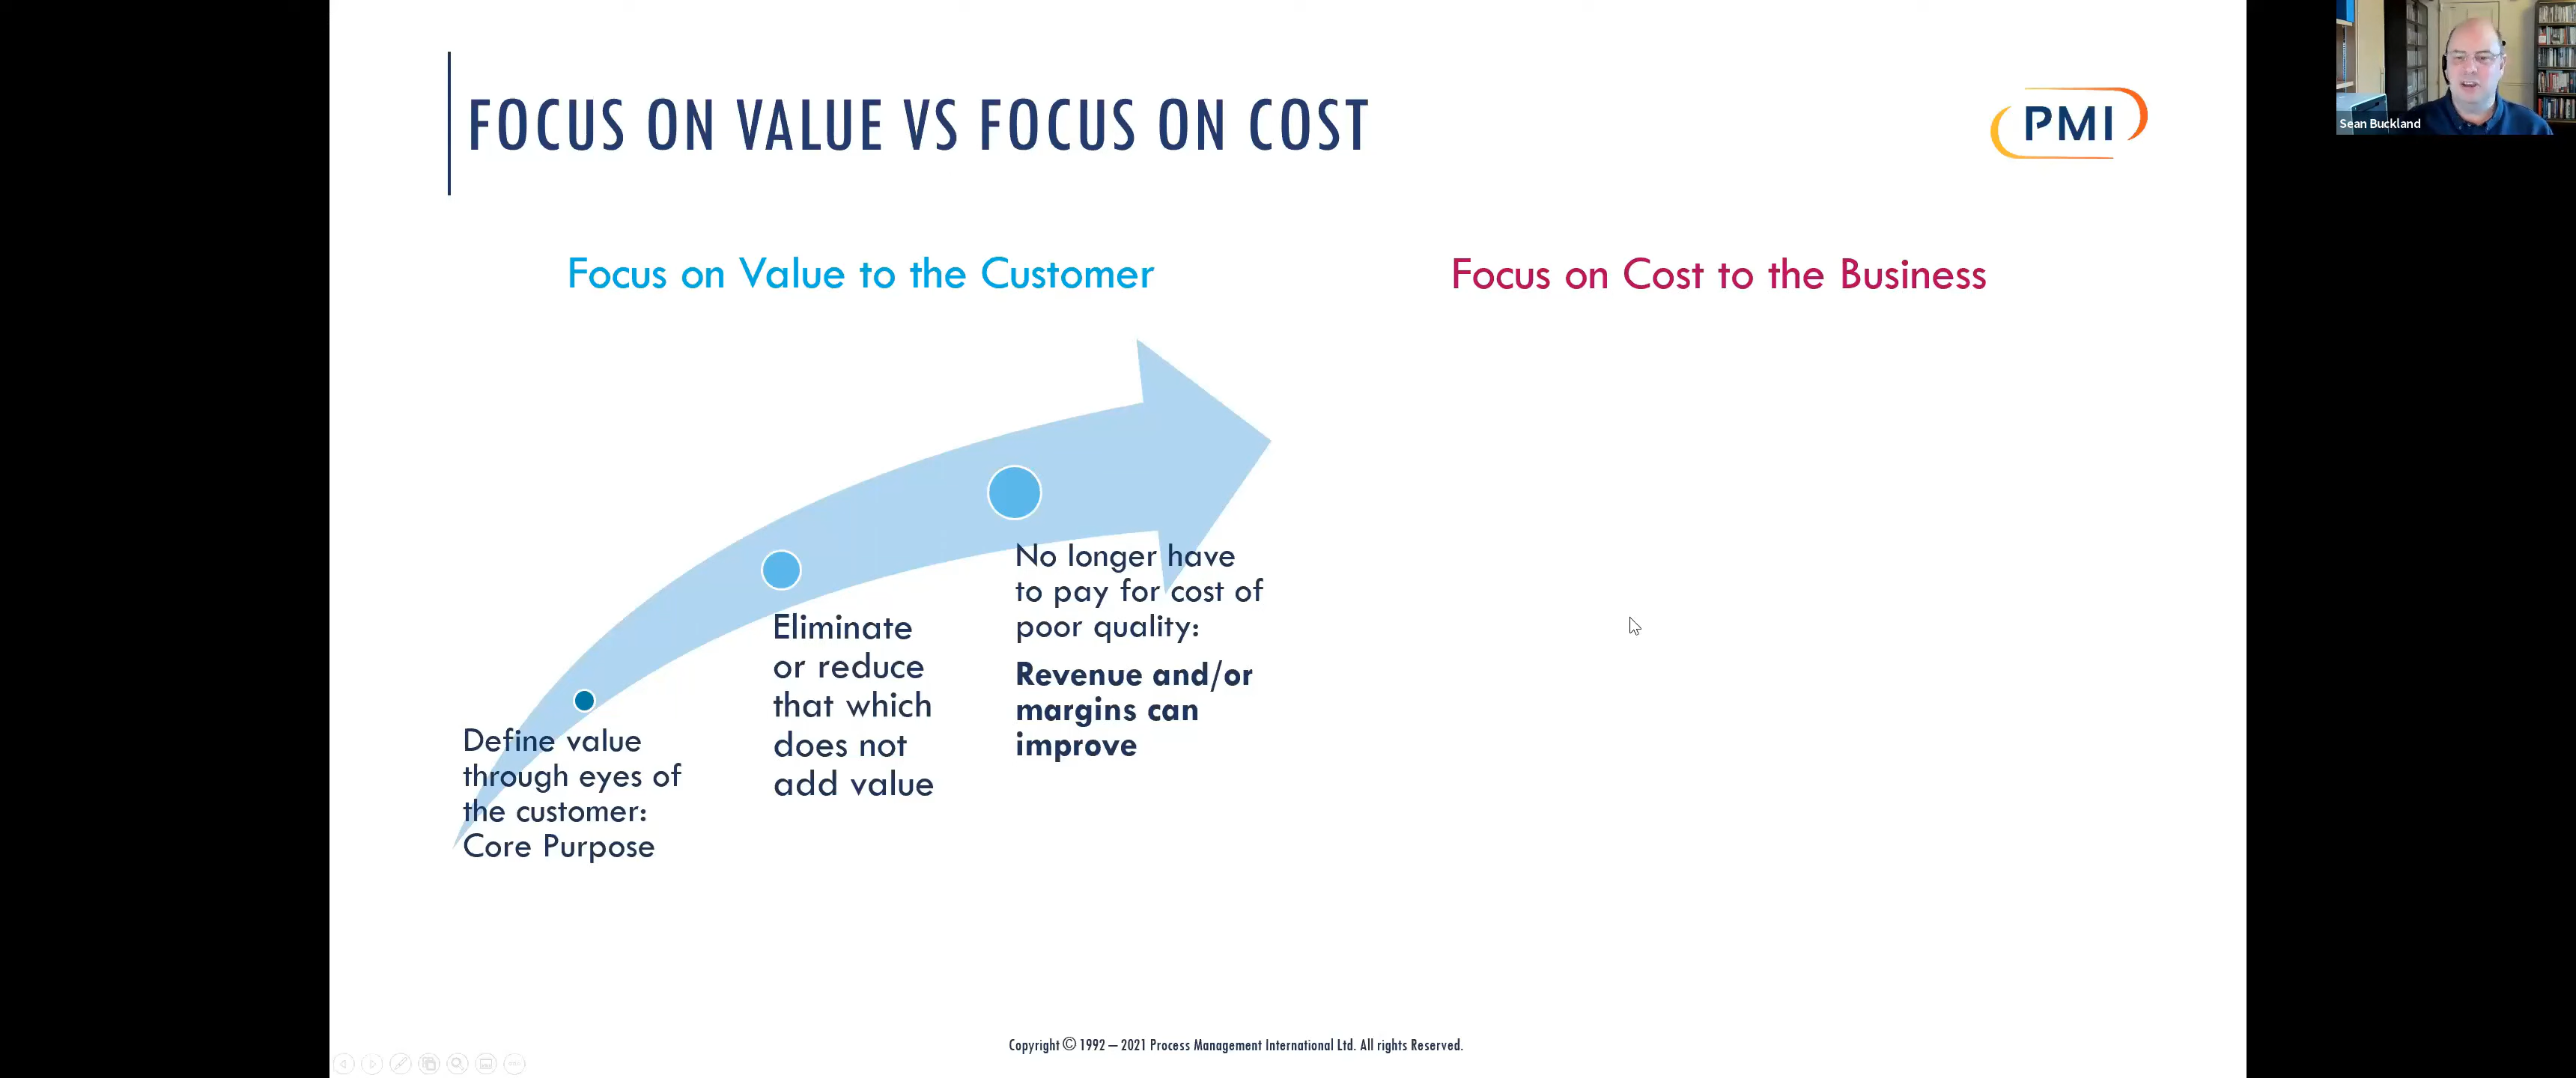 FOCUS ON VALUE VS FOCUS ON COST
PMI
Sean Buckland
Focus on Value to the Customer
Focus on Cost to the Business
Define value
through eyes of
the customer:
Core Purpose
Eliminate
or reduce
that which
does not
add value
No longer have
to pay for cost of
poor quality:
Revenue and/or
margins can
improve
Copyright © 1992 – 2021 Process Management International Ltd. All rights Reserved.